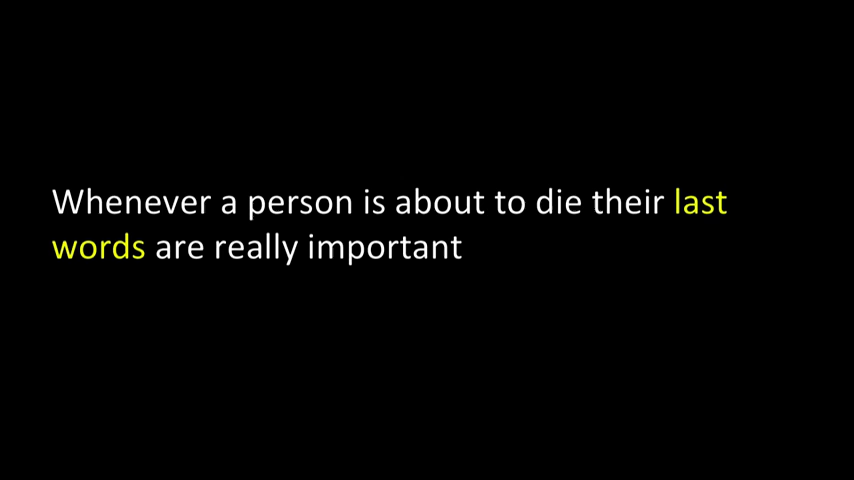 Whenever a person is about to die their last
words are really important